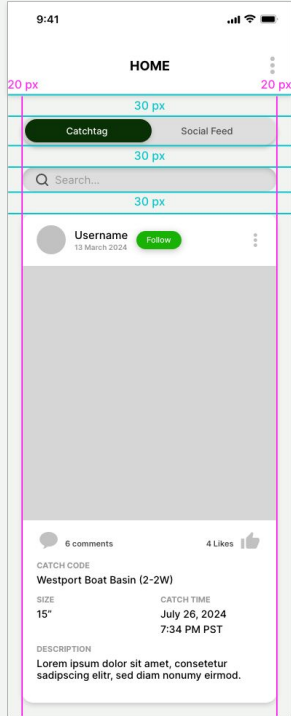 9:41
HOME
20 px 20 px
30 px
Catchtag Social Feed
30 px
Search...
30 px
Username Follow
13 March 2024
6 comments 4 Likes
CATCH CODE
Westport Boat Basin (2-2W)
SIZE CATCH TIME
15" July 26, 2024
7:34 PM PST
DESCRIPTION
Lorem ipsum dolor sit amet, consetetur
sadipscing elitr, sed diam nonumy eirmod.